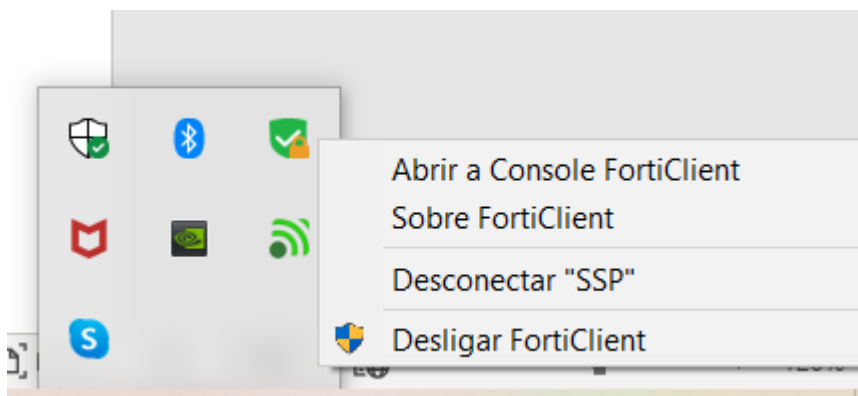 Abrir a Console FortiClient
Sobre FortiClient
Desconectar "SSP"
Desligar FortiClient
S